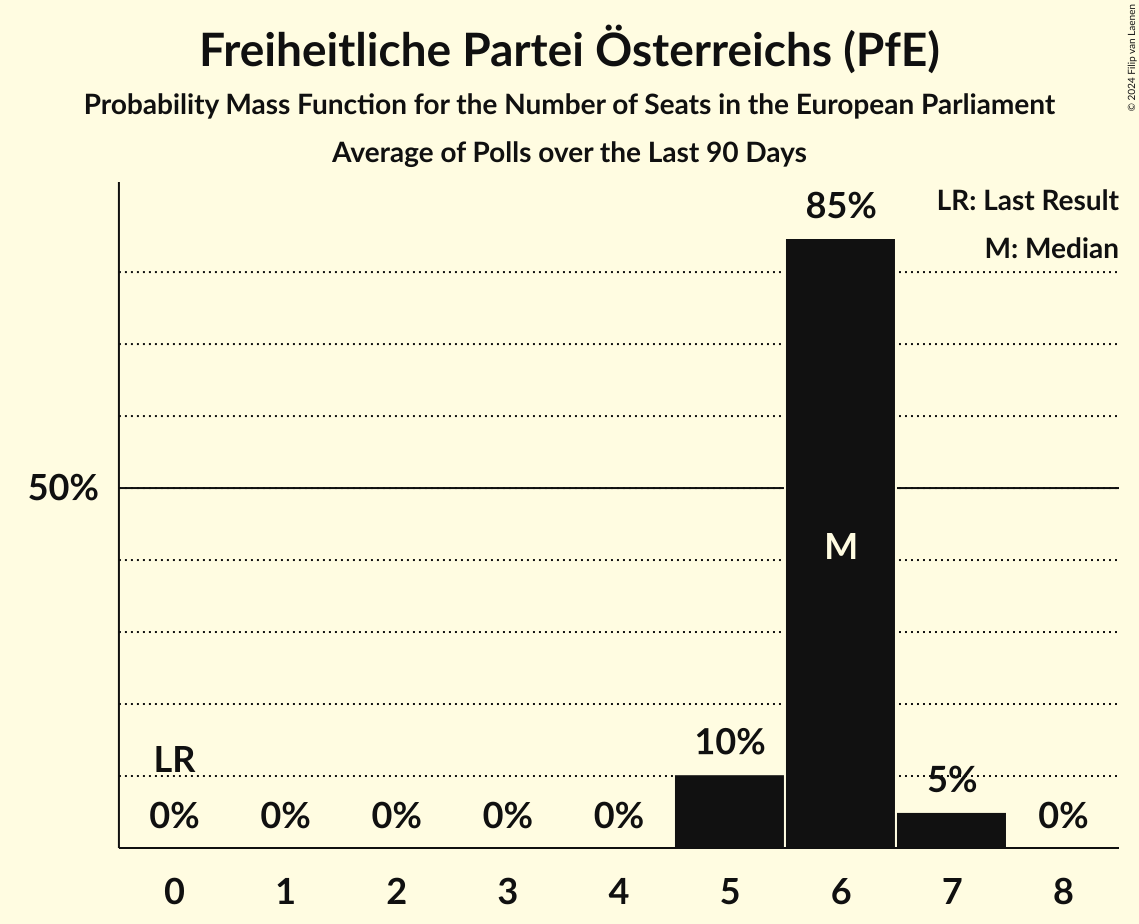 Freiheitliche Partei Österreichs (PfE)
Probability Mass Function for the Number of Seats in the European Parliament
Average of Polls over the Last 90 Days
© 2024 Filip van Laenen
LR: Last Result
M: Median
85%
50%
M
LR
10%
5%
0% 0% 0% 0% 0% 0%
0 1 2 3 4 5 6 7 8